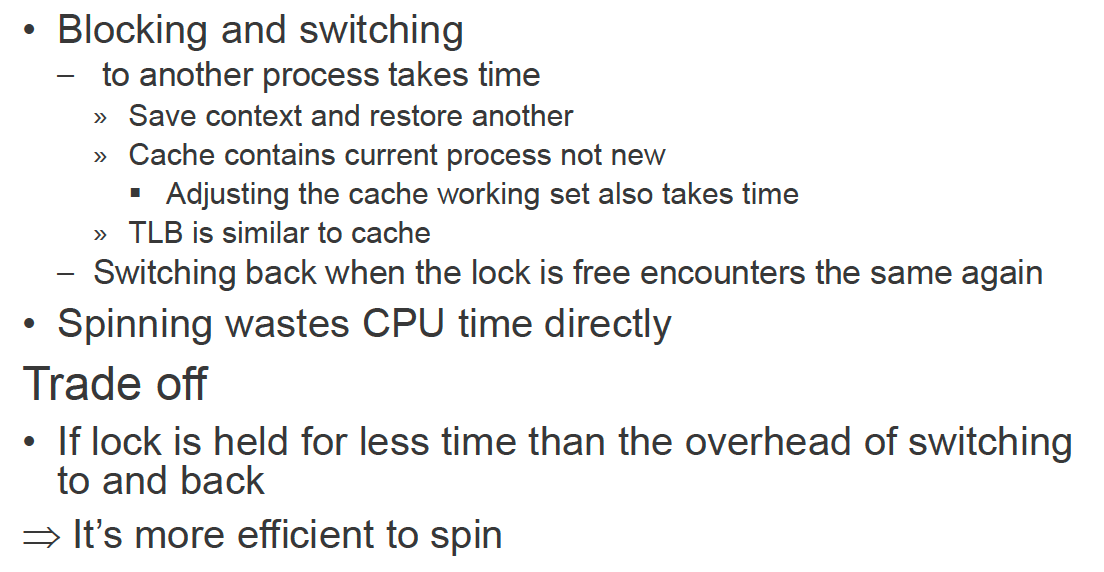 • Blocking and switching
– to another process takes time
» Save context and restore another
» Cache contains current process not new
▪ Adjusting the cache working set also takes time
» TLB is similar to cache
– Switching back when the lock is free encounters the same again
• Spinning wastes CPU time directly
Trade off
• If lock is held for less time than the overhead of switching
to and back
⇒ It’s more efficient to spin